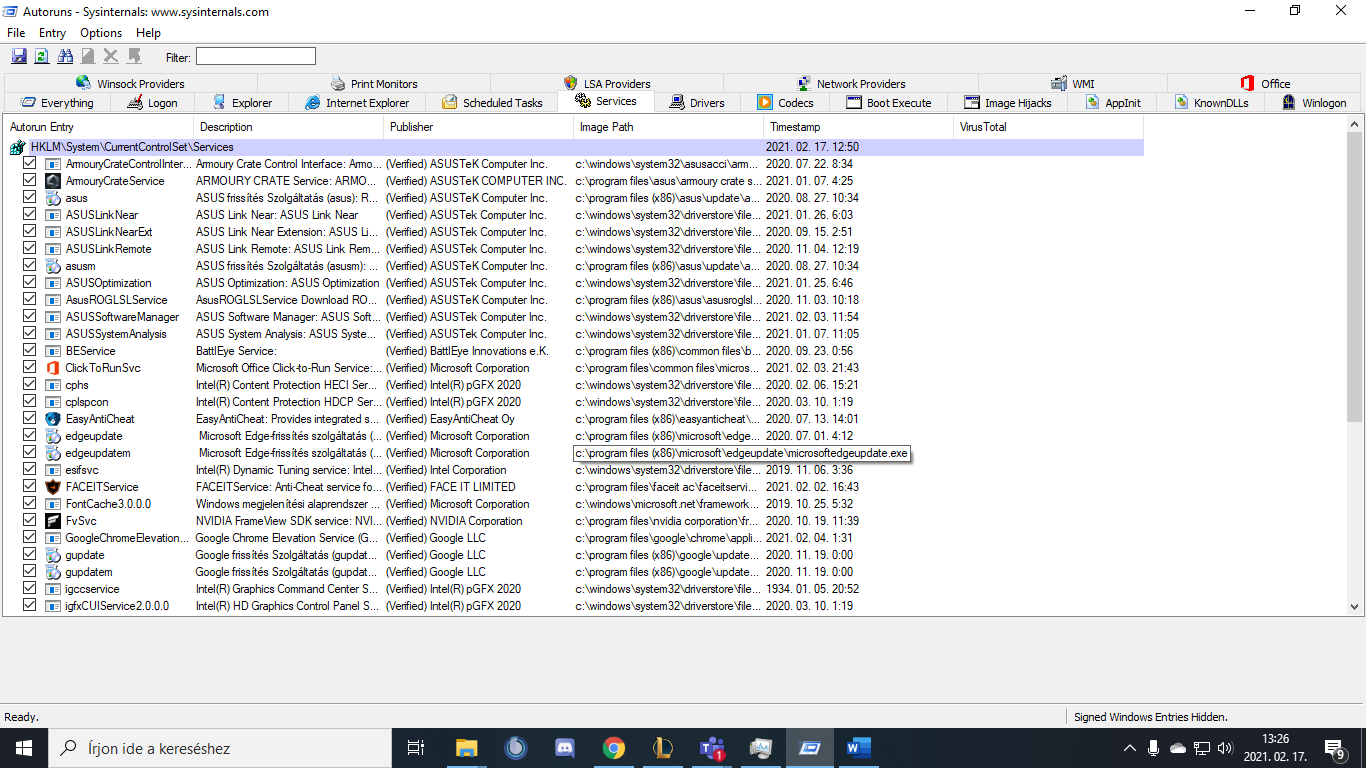 Autoruns - Sysinternals: www.sysinternals.com
File Entry Options Help
Filter:
Winsock Providers Print Monitors LSA Providers Network Providers WMI Office
Everything Logon Explorer Internet Explorer Scheduled Tasks Services Drivers Codecs Boot Execute Image Hijacks AppInit KnownDLLs Winlogon
Autorun Entry Description Publisher Image Path Timestamp VirusTotal
HKLM\System\CurrentControlSet\Services 2021. 02. 17. 12:50
ArmouryCrateControlInter... Armoury Crate Control Interface: Armo... (Verified) ASUSTeK Computer Inc. c:\windows\system32\asusacci\arm... 2020. 07. 22. 8:34
ArmouryCrateService ARMOURY CRATE Service: ARMO... (Verified) ASUSTeK COMPUTER INC. c:\program files\asus\armoury crate s... 2021. 01. 07. 4:25
asus ASUS frissítés Szolgáltatás (asus): R... (Verified) ASUSTeK Computer Inc. c:\program files (x86)\asus\update\a... 2020. 08. 27. 10:34
ASUSLinkNear ASUS Link Near: ASUS Link Near (Verified) ASUSTek Computer Inc. c:\windows\system32\driverstore\file... 2021. 01. 26. 6:03
ASUSLinkNearExt ASUS Link Near Extension: ASUS Li... (Verified) ASUSTek Computer Inc. c:\windows\system32\driverstore\file... 2020. 09. 15. 2:51
ASUSLinkRemote ASUS Link Remote: ASUS Link Rem... (Verified) ASUSTek Computer Inc. c:\windows\system32\driverstore\file... 2020. 11. 04. 12:19
asusm ASUS frissítés Szolgáltatás (asusm): ... (Verified) ASUSTeK Computer Inc. c:\program files (x86)\asus\update\a... 2020. 08. 27. 10:34
ASUSOptimization ASUS Optimization: ASUS Optimization (Verified) ASUSTek Computer Inc. c:\windows\system32\driverstore\file... 2021. 01. 25. 6:46
AsusROGLSLService AsusROGLSLService Download RO... (Verified) ASUSTeK Computer Inc. c:\program files (x86)\asus\asusroglsl... 2020. 11. 03. 10:18
ASUSSoftwareManager ASUS Software Manager: ASUS Soft... (Verified) ASUSTek Computer Inc. c:\windows\system32\driverstore\file... 2021. 02. 03. 11:54
ASUSSystemAnalysis ASUS System Analysis: ASUS Syste... (Verified) ASUSTek Computer Inc. c:\windows\system32\driverstore\file... 2021. 01. 07. 11:05
BEService BattlEye Service: (Verified) BattlEye Innovations e.K. c:\program files (x86)\common files\b... 2020. 09. 23. 0:56
ClickToRunSvc Microsoft Office Click-to-Run Service:... (Verified) Microsoft Corporation c:\program files\common files\micros... 2021. 02. 03. 21:43
cphs Intel(R) Content Protection HECI Ser... (Verified) Intel(R) pGFX 2020 c:\windows\system32\driverstore\file... 2020. 02. 06. 15:21
cplspcon Intel(R) Content Protection HDCP Ser... (Verified) Intel(R) pGFX 2020 c:\windows\system32\driverstore\file... 2020. 03. 10. 1:19
EasyAntiCheat EasyAntiCheat: Provides integrated s... (Verified) EasyAntiCheat Oy c:\program files (x86)\easyanticheat\... 2020. 07. 13. 14:01
edgeupdate Microsoft Edge-frissítés szolgáltatás (... (Verified) Microsoft Corporation c:\program files (x86)\microsoft\edge... 2020. 07. 01. 4:12
edgeupdatem Microsoft Edge-frissítés szolgáltatás (... (Verified) Microsoft Corporation c:\program files (x86)\microsoft\edgeupdate\microsoftedgeupdate.exe
esifsvc Intel(R) Dynamic Tuning service: Intel... (Verified) Intel Corporation c:\windows\system32\driverstore\file... 2019. 11. 06. 3:36
FACEITService FACEITService: Anti-Cheat service fo... (Verified) FACE IT LIMITED c:\program files\faceit ac\faceitservi... 2021. 02. 02. 16:43
FontCache3.0.0.0 Windows megjelenítési alaprendszer ... (Verified) Microsoft Corporation c:\windows\microsoft.net\framework... 2019. 10. 25. 5:32
FvSvc NVIDIA FrameView SDK service: NVI... (Verified) NVIDIA Corporation c:\program files\nvidia corporation\fr... 2020. 10. 19. 11:39
GoogleChromeElevation... Google Chrome Elevation Service (G... (Verified) Google LLC c:\program files\google\chrome\appli... 2021. 02. 04. 1:31
gupdate Google frissítés Szolgáltatás (gupdat... (Verified) Google LLC c:\program files (x86)\google\update... 2020. 11. 19. 0:00
gupdatem Google frissítés Szolgáltatás (gupdat... (Verified) Google LLC c:\program files (x86)\google\update... 2020. 11. 19. 0:00
igccservice Intel(R) Graphics Command Center S... (Verified) Intel(R) pGFX 2020 c:\windows\system32\driverstore\file... 1934. 01. 05. 20:52
igfxCUIService2.0.0.0 Intel(R) HD Graphics Control Panel S... (Verified) Intel(R) pGFX 2020 c:\windows\system32\driverstore\file... 2020. 03. 10. 1:19
Ready. Signed Windows Entries Hidden.
Írjon ide a kereséshez
1
13:26
2021. 02. 17.
9